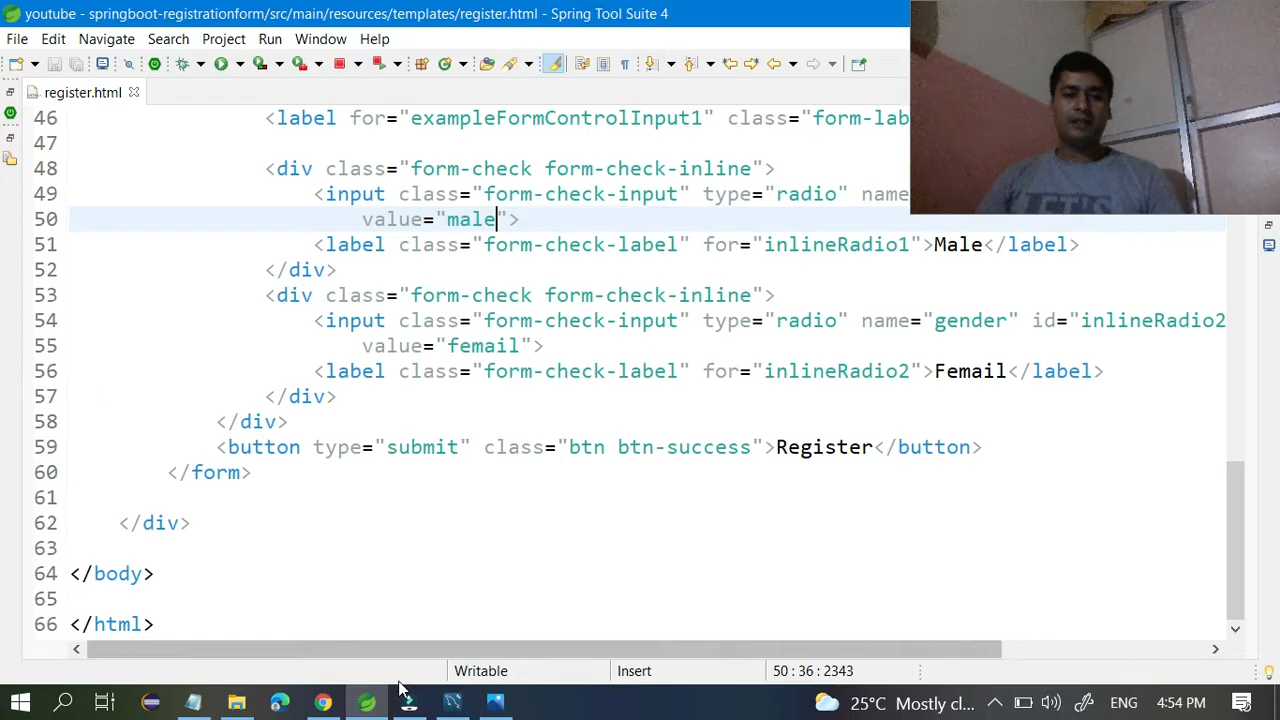 youtube - springboot-registrationform/src/main/resources/templates/register.html - Spring Tool Suite 4
File Edit Navigate Search Project Run Window Help
register.html
46 <label for="exampleFormControlInput1" class="form-lab
47
48 <div class="form-check form-check-inline">
49 <input class="form-check-input" type="radio" name
50 value="male">
51 <label class="form-check-label" for="inlineRadio1">Male</label>
52 </div>
53 <div class="form-check form-check-inline">
54 <input class="form-check-input" type="radio" name="gender" id="inlineRadio2
55 value="femail">
56 <label class="form-check-label" for="inlineRadio2">Femail</label>
57 </div>
58 </div>
59 <button type="submit" class="btn btn-success">Register</button>
60 </form>
61
62 </div>
63
64 </body>
65
66 </html>
Writable Insert 50 : 36 : 2343
25°C Mostly cl... ENG 4:54 PM